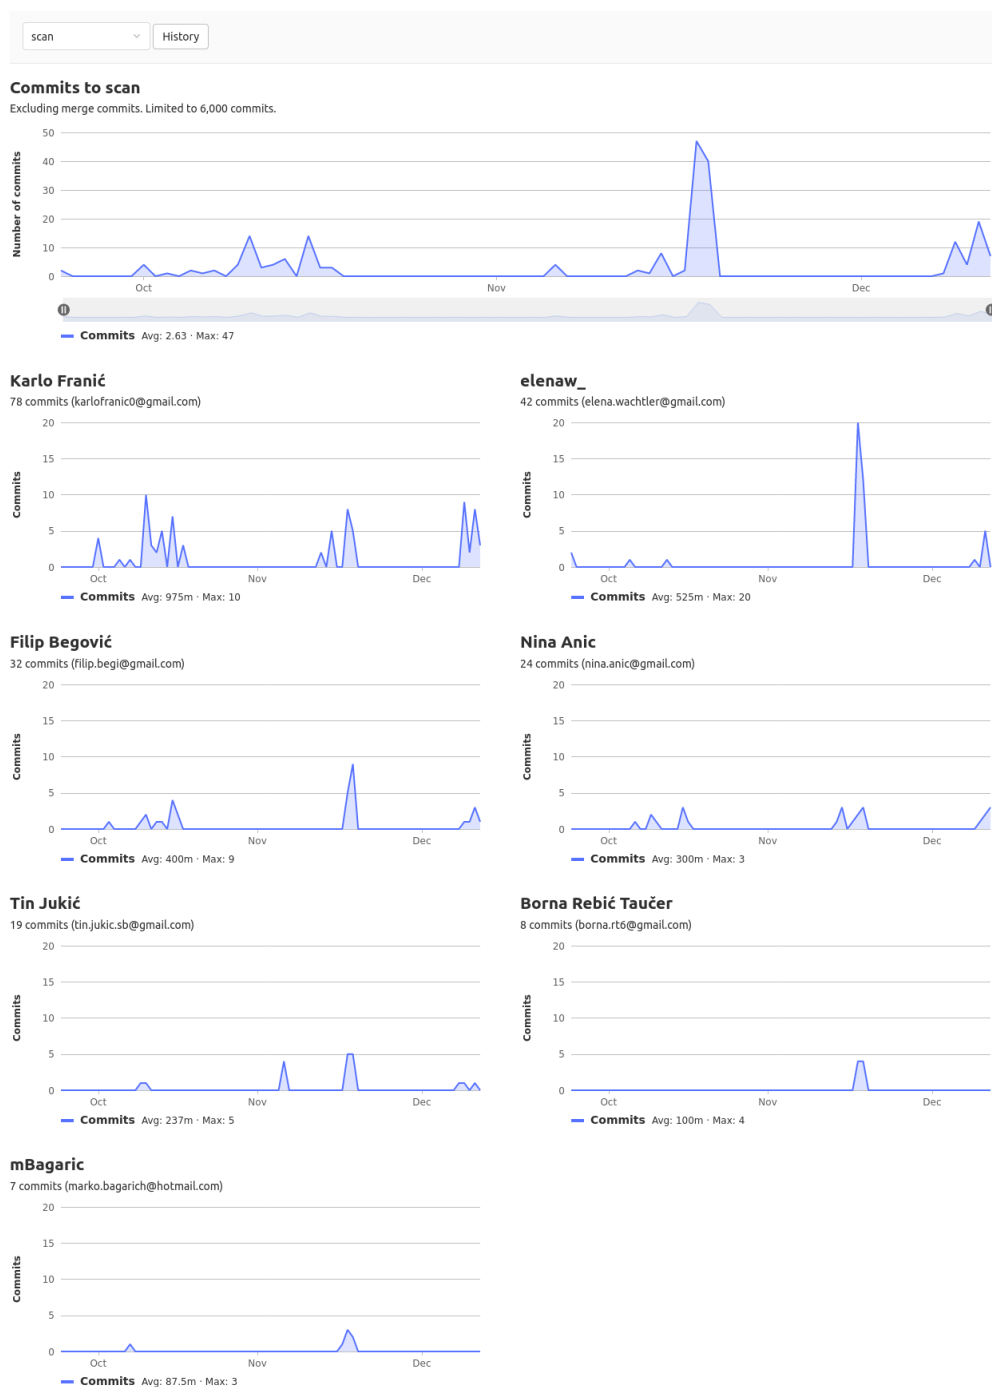 scan
History
Commits to scan
Excluding merge commits. Limited to 6,000 commits.
Number of commits
50
40
30
20
10
0
Oct
Nov
Dec
Commits Avg: 2.63 · Max: 47
Karlo Franić
78 commits (karlofranic0@gmail.com)
Commits
20
15
10
5
0
Oct
Nov
Dec
Commits Avg: 975m · Max: 10
elenaw_
42 commits (elena.wachtler@gmail.com)
Commits
20
15
10
5
0
Oct
Nov
Dec
Commits Avg: 525m · Max: 20
Filip Begović
32 commits (filip.begi@gmail.com)
Commits
20
15
10
5
0
Oct
Nov
Dec
Commits Avg: 400m · Max: 9
Nina Anic
24 commits (nina.anic@gmail.com)
Commits
20
15
10
5
0
Oct
Nov
Dec
Commits Avg: 300m · Max: 3
Tin Jukić
19 commits (tin.jukic.sb@gmail.com)
Commits
20
15
10
5
0
Oct
Nov
Dec
Commits Avg: 237m · Max: 5
Borna Rebić Taučer
8 commits (borna.rt6@gmail.com)
Commits
20
15
10
5
0
Oct
Nov
Dec
Commits Avg: 100m · Max: 4
mBagaric
7 commits (marko.bagarich@hotmail.com)
Commits
20
15
10
5
0
Oct
Nov
Dec
Commits Avg: 87.5m · Max: 3